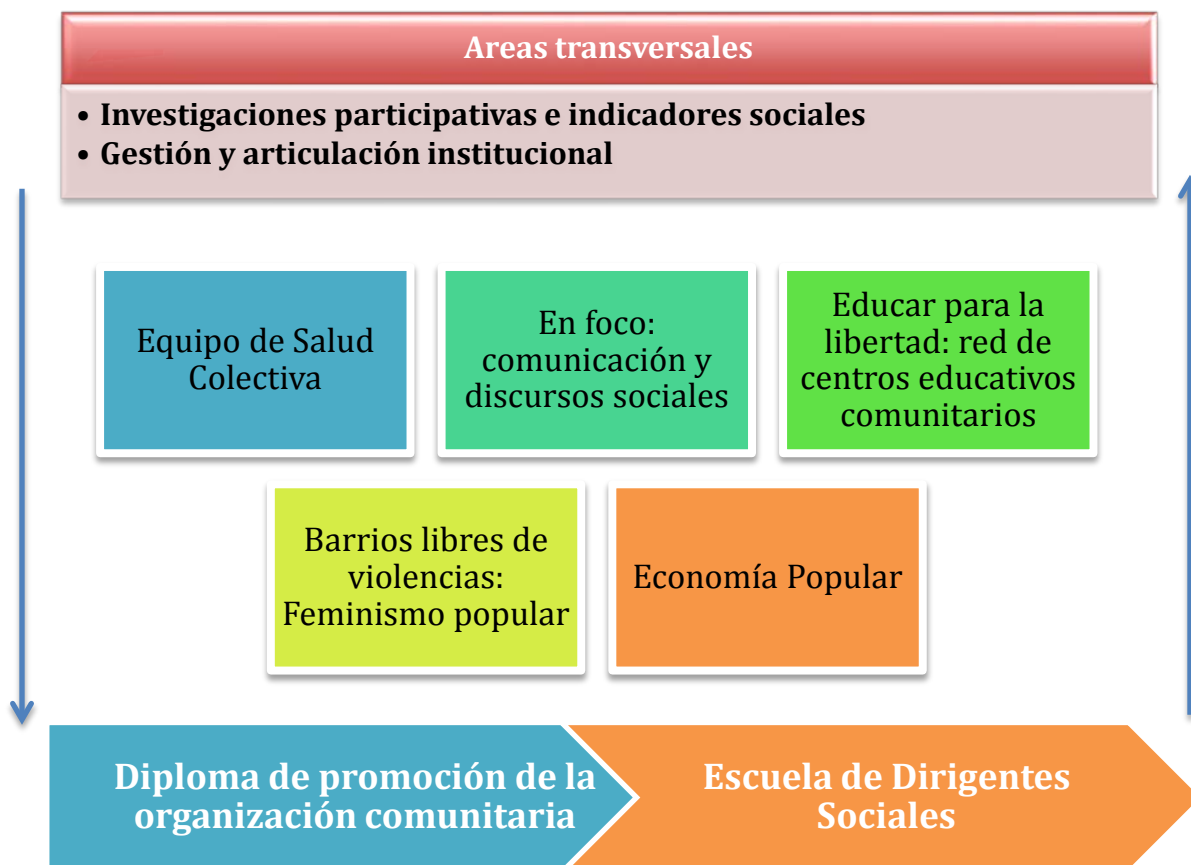 Areas transversales
• Investigaciones participativas e indicadores sociales
• Gestión y articulación institucional
Equipo de Salud
Colectiva
En foco:
comunicación y
discursos sociales
Educar para la
libertad: red de
centros educativos
comunitarios
Barrios libres de
violencias:
Feminismo popular
Economía Popular
Diploma de promoción de la
organización comunitaria
Escuela de Dirigentes
Sociales